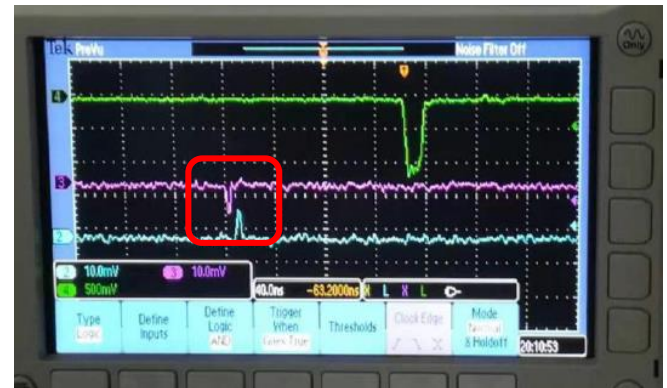 Tek PreVu Noise Filter Off
4
3
2
2 10.0mV 3 10.0mV
4 500mV 40.0ns -63.2000ns X L X L
Type Logic
Define Inputs
Define Logic AND
Trigger When Goes True
Thresholds
Clock Edge
Mode Normal & Holdoff
20:10:53
Only